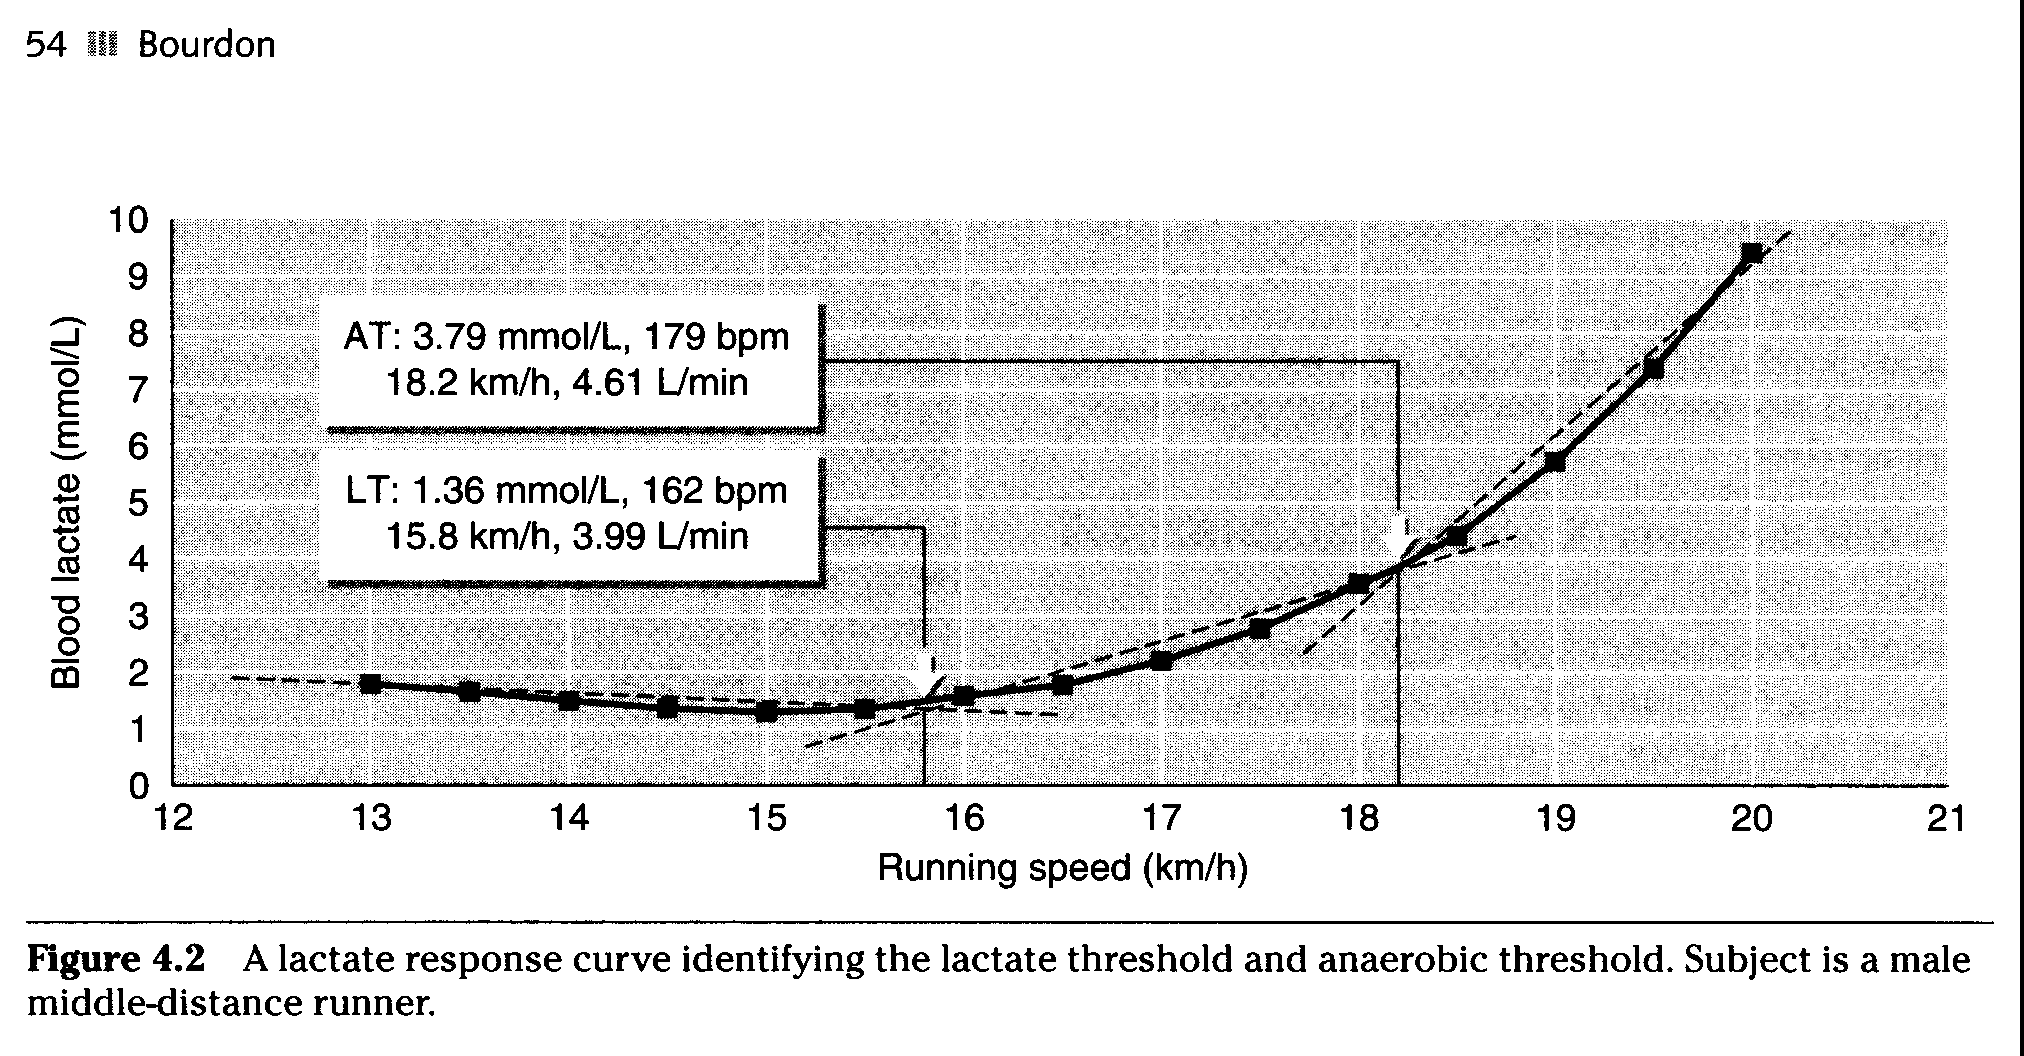 54 Bourdon
10
9
8
7
6
5
4
3
2
1
0
Blood lactate (mmol/L)
AT: 3.79 mmol/L, 179 bpm
18.2 km/h, 4.61 L/min
LT: 1.36 mmol/L, 162 bpm
15.8 km/h, 3.99 L/min
12 13 14 15 16 17 18 19 20 21
Running speed (km/h)
Figure 4.2 A lactate response curve identifying the lactate threshold and anaerobic threshold. Subject is a male
middle-distance runner.